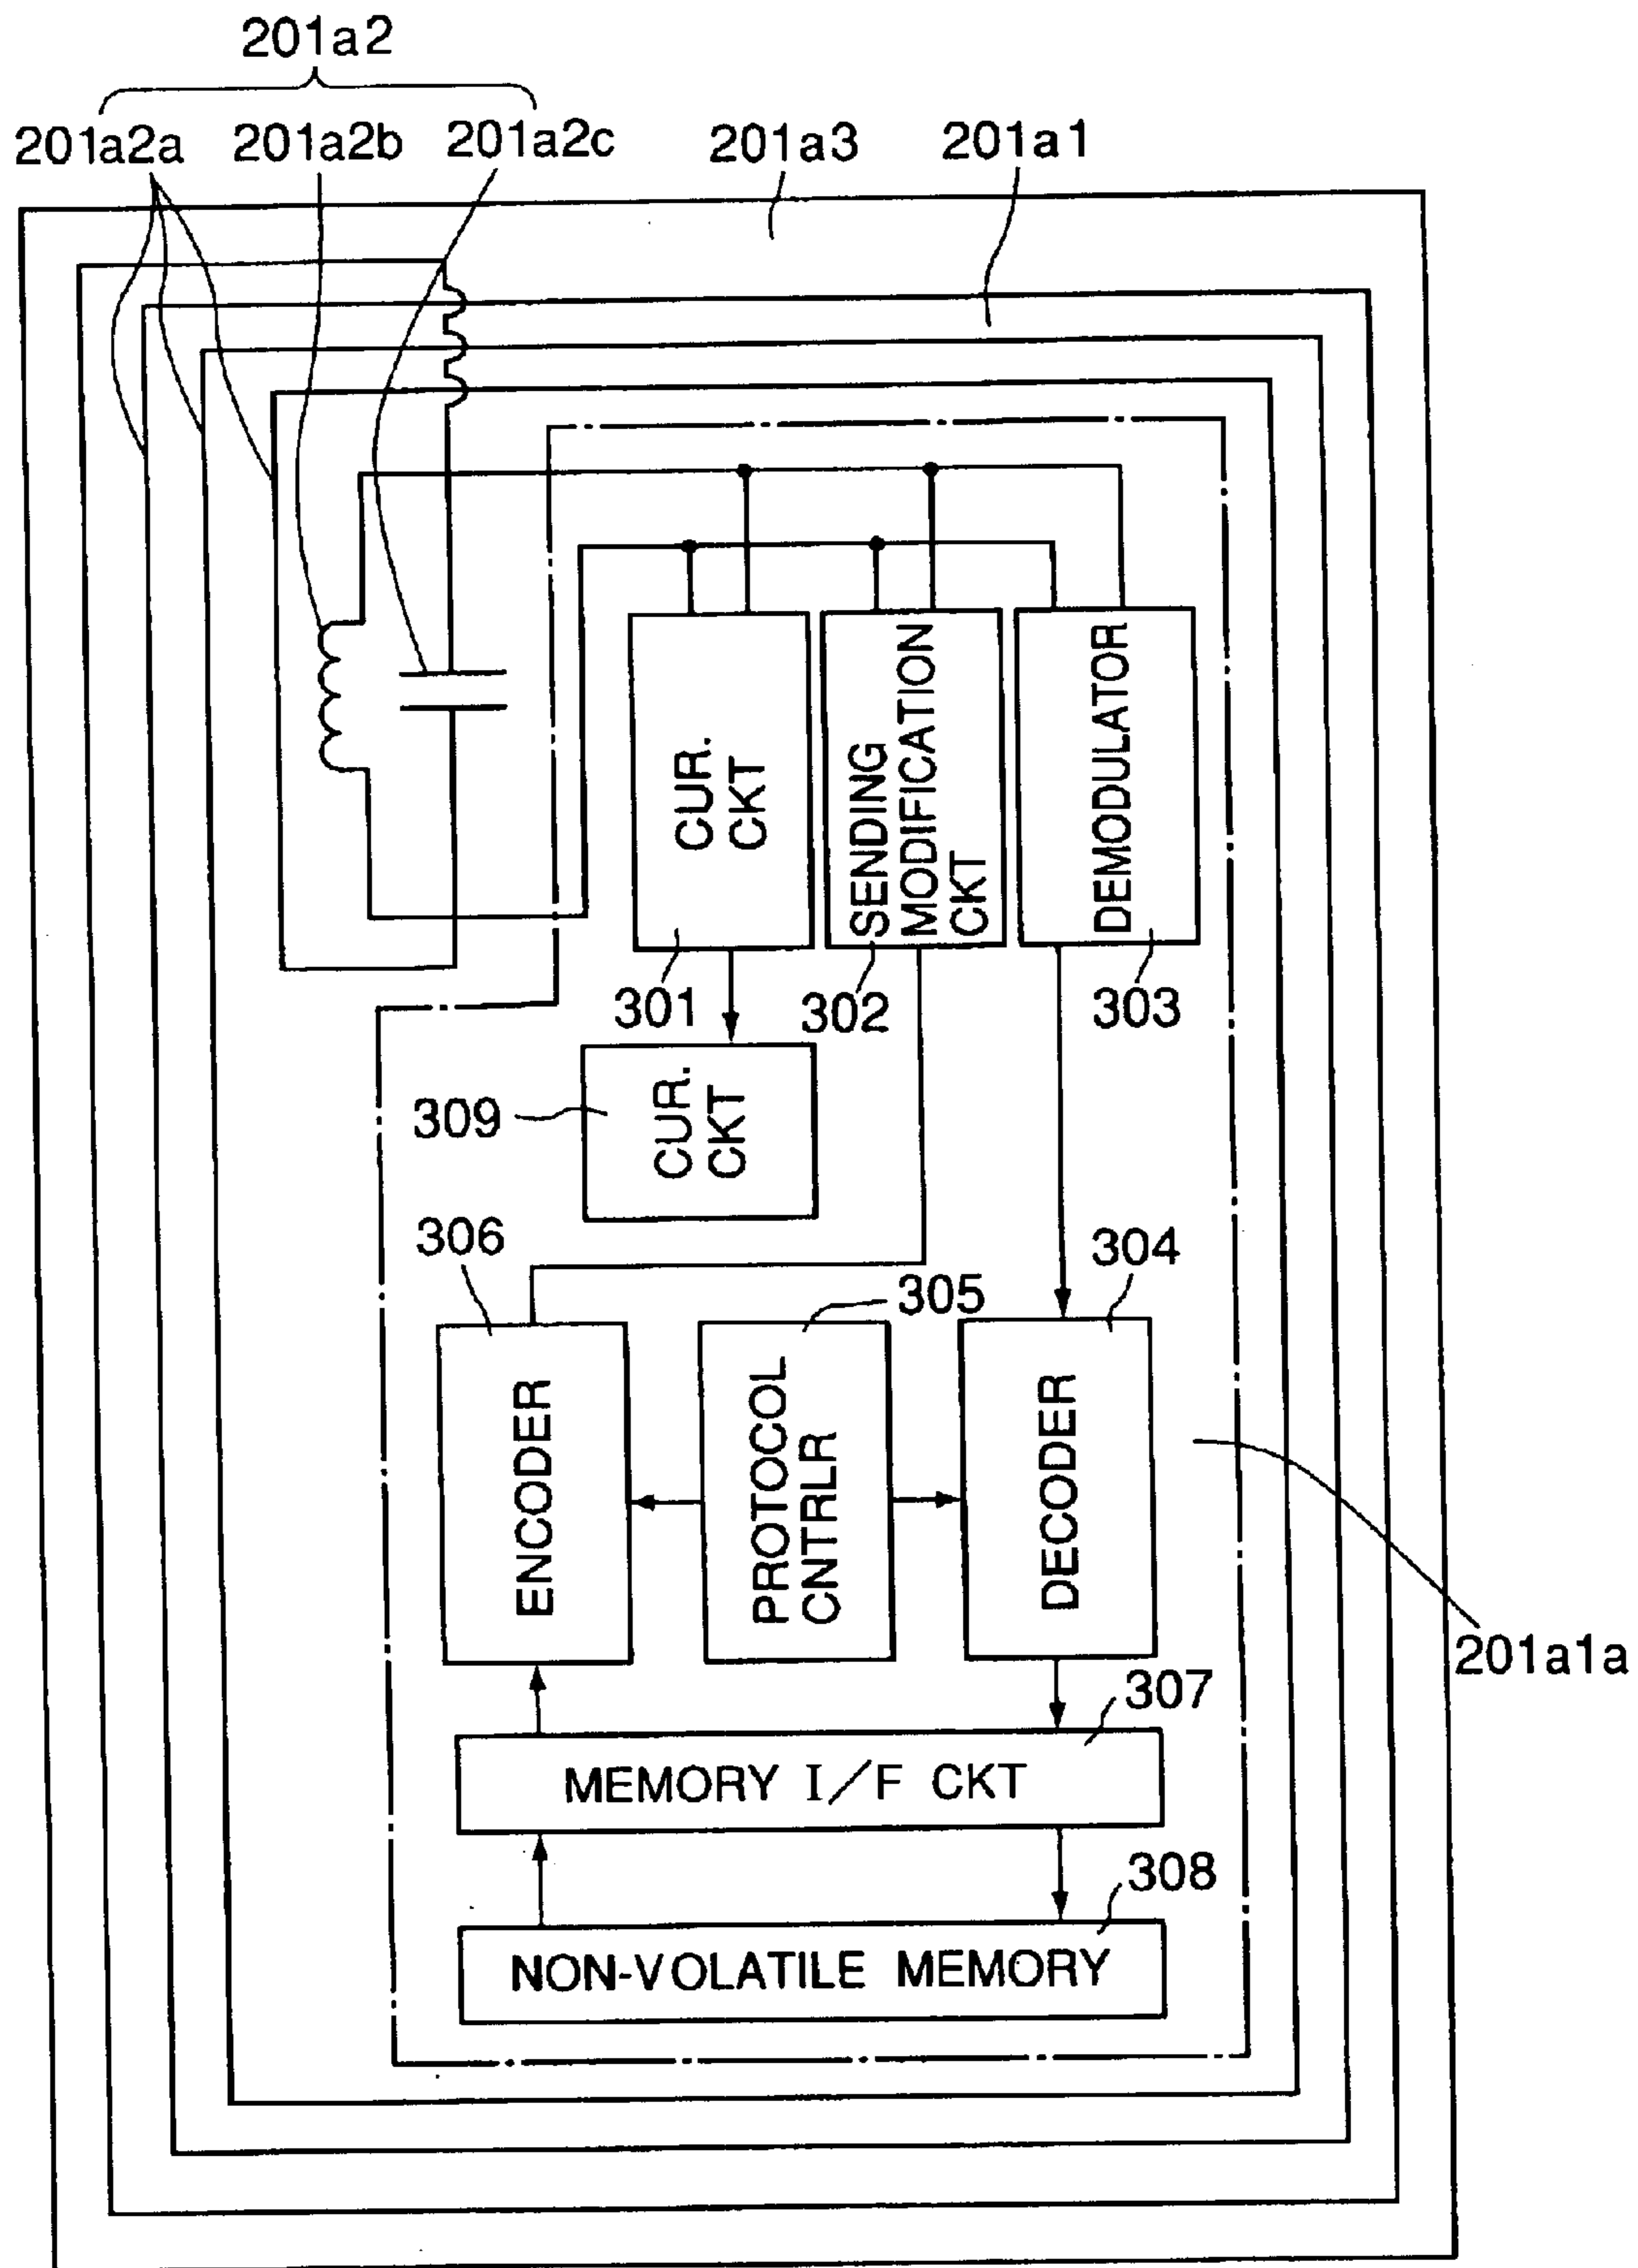 201a2
201a2a 201a2b 201a2c 201a3 201a1
CUR.
CKT
SENDING
MODIFICATION
CKT
DEMODULATOR
301 302 303
309
CUR.
CKT
306
305
304
ENCODER
PROTOCOL
CNTRLR
DECODER
201a1a
307
MEMORY I/F CKT
308
NON-VOLATILE MEMORY